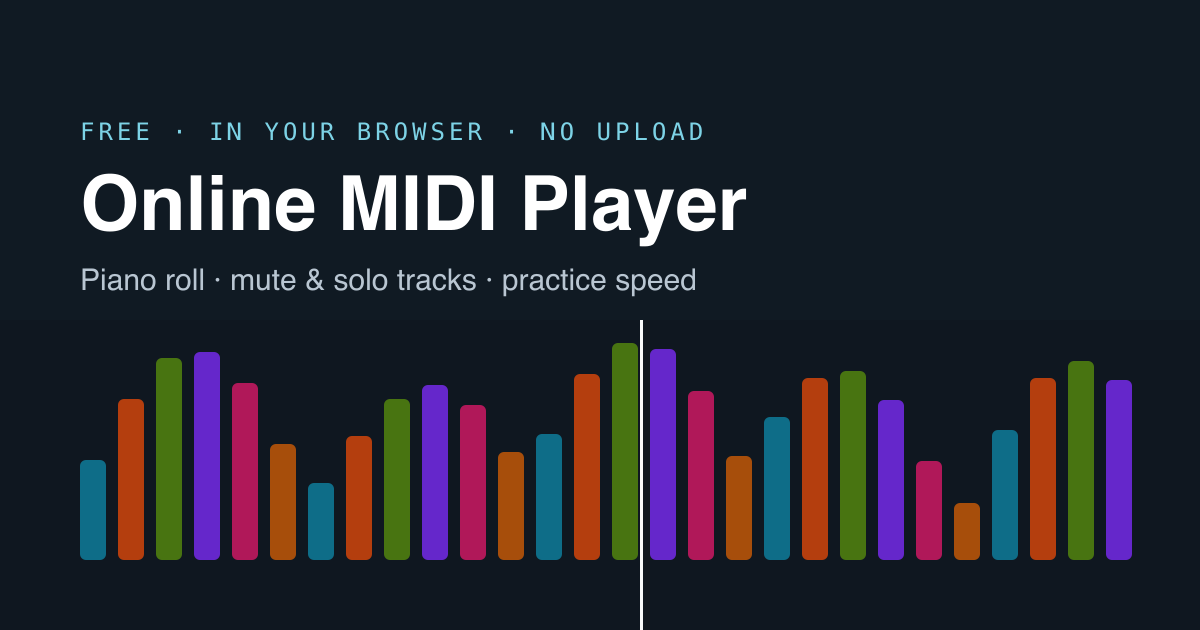 FREE · IN YOUR BROWSER · NO UPLOAD
Online MIDI Player
Piano roll · mute & solo tracks · practice speed